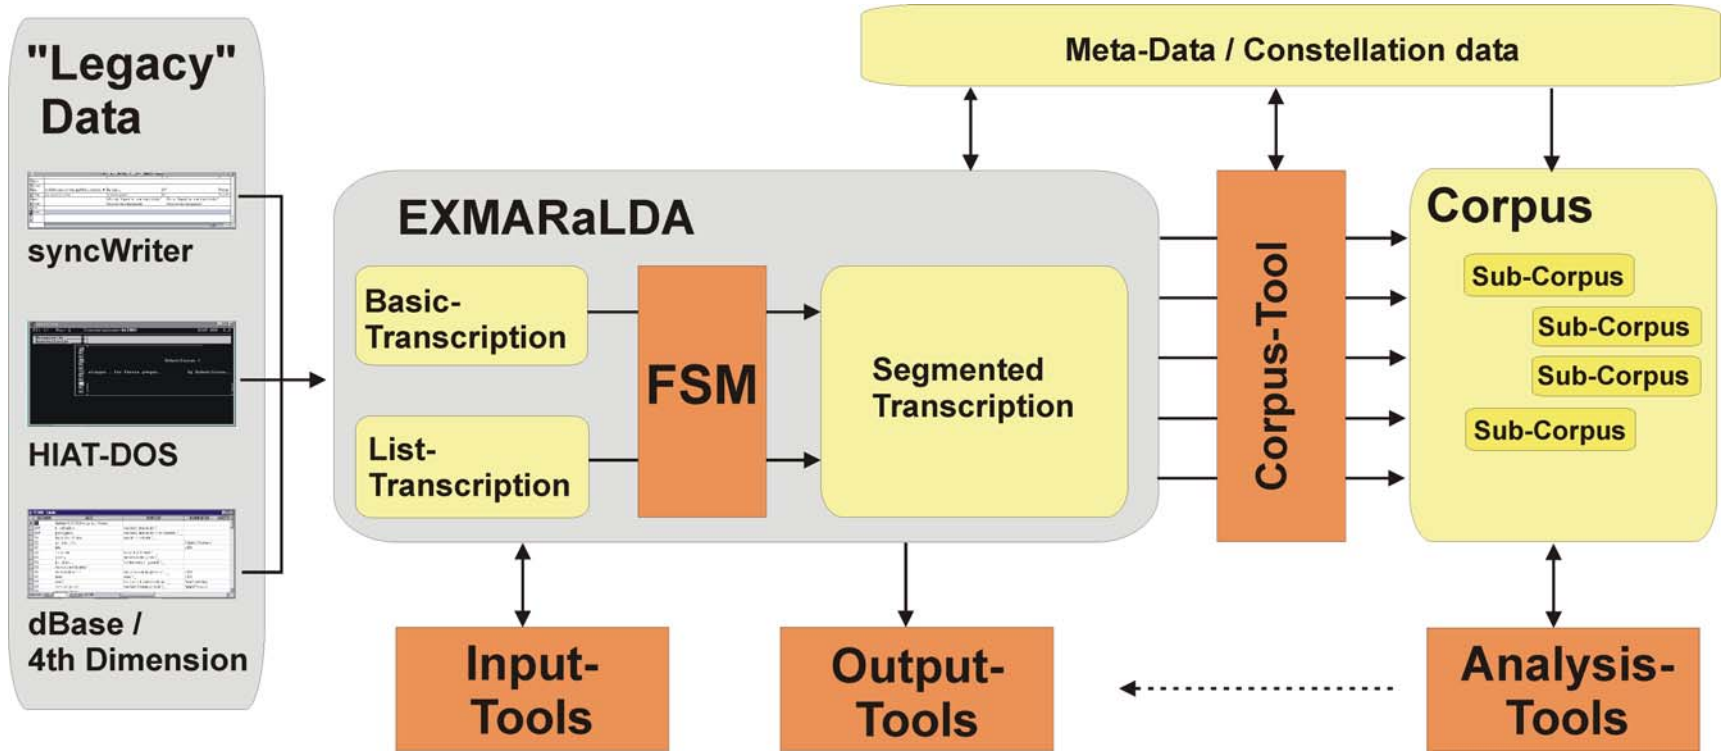 "Legacy"
Data
syncWriter
HIAT-DOS
dBase /
4th Dimension
Meta-Data / Constellation data
EXMARaLDA
Basic-
Transcription
List-
Transcription
FSM
Segmented
Transcription
Corpus-Tool
Corpus
Sub-Corpus
Sub-Corpus
Sub-Corpus
Sub-Corpus
Input-
Tools
Output-
Tools
Analysis-
Tools